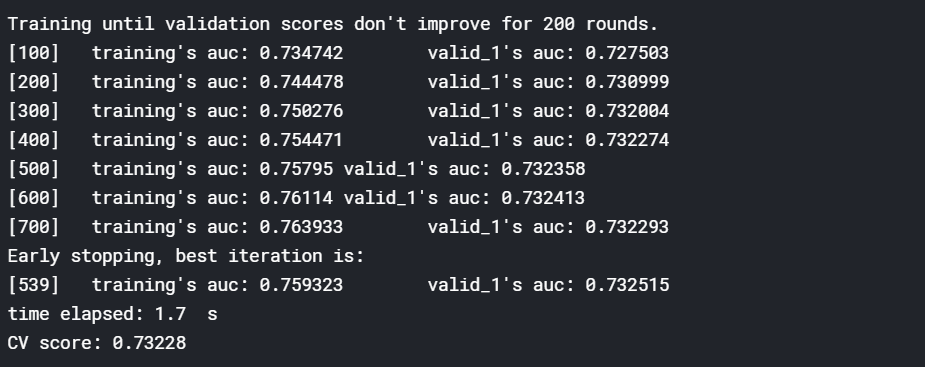 Training until validation scores don't improve for 200 rounds.
[100]	training's auc: 0.734742	valid_1's auc: 0.727503
[200]	training's auc: 0.744478	valid_1's auc: 0.730999
[300]	training's auc: 0.750276	valid_1's auc: 0.732004
[400]	training's auc: 0.754471	valid_1's auc: 0.732274
[500]	training's auc: 0.75795	valid_1's auc: 0.732358
[600]	training's auc: 0.76114	valid_1's auc: 0.732413
[700]	training's auc: 0.763933	valid_1's auc: 0.732293
Early stopping, best iteration is:
[539]	training's auc: 0.759323	valid_1's auc: 0.732515
time elapsed: 1.7  s
CV score: 0.73228